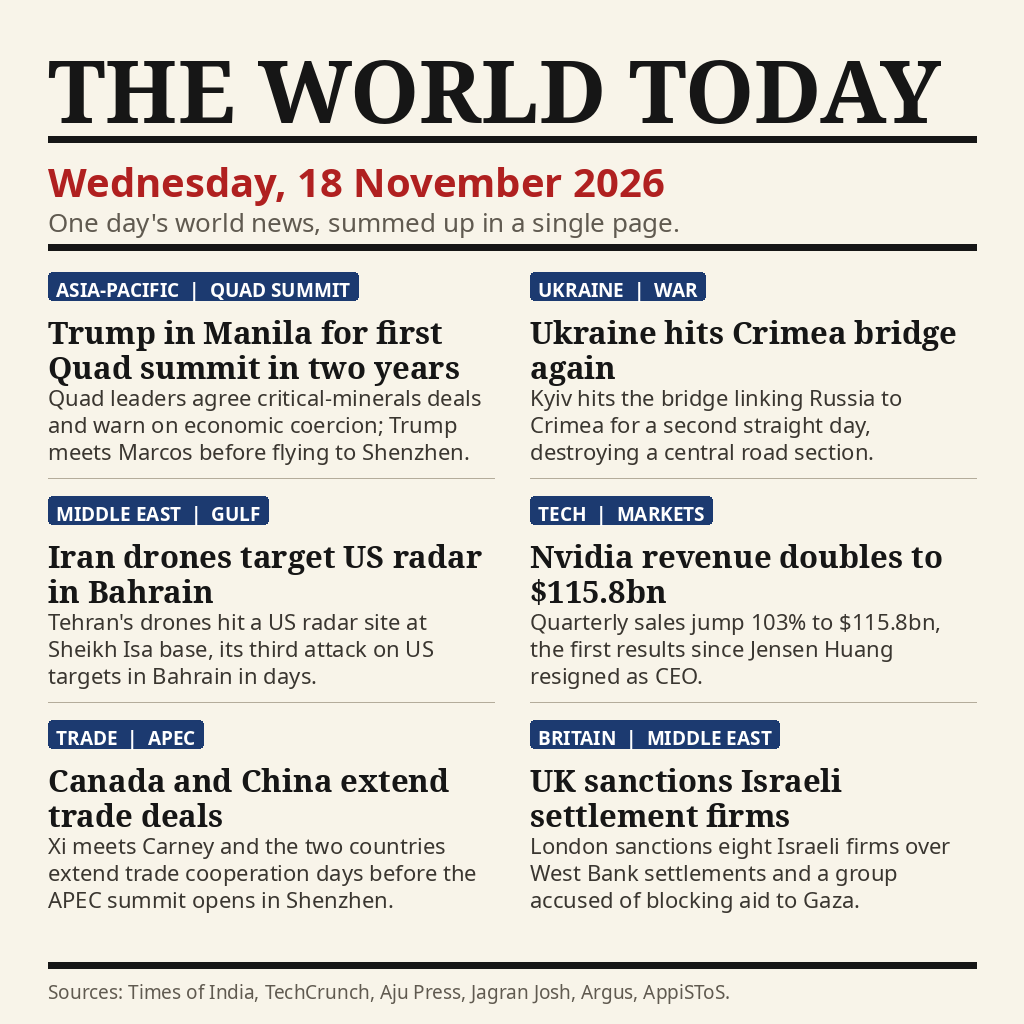 THE WORLD TODAY
Wednesday, 18 November 2026
One day's world news, summed up in a single page.
ASIA-PACIFIC | QUAD SUMMIT
Trump in Manila for first
Quad summit in two years
Quad leaders agree critical-minerals deals
and warn on economic coercion; Trump
meets Marcos before flying to Shenzhen.
UKRAINE | WAR
Ukraine hits Crimea bridge
again
Kyiv hits the bridge linking Russia to
Crimea for a second straight day,
destroying a central road section.
MIDDLE EAST | GULF
Iran drones target US radar
in Bahrain
Tehran's drones hit a US radar site at
Sheikh Isa base, its third attack on US
targets in Bahrain in days.
TECH | MARKETS
Nvidia revenue doubles to
$115.8bn
Quarterly sales jump 103% to $115.8bn,
the first results since Jensen Huang
resigned as CEO.
TRADE | APEC
Canada and China extend
trade deals
Xi meets Carney and the two countries
extend trade cooperation days before the
APEC summit opens in Shenzhen.
BRITAIN | MIDDLE EAST
UK sanctions Israeli
settlement firms
London sanctions eight Israeli firms over
West Bank settlements and a group
accused of blocking aid to Gaza.
Sources: Times of India, TechCrunch, Aju Press, Jagran Josh, Argus, AppiSToS.